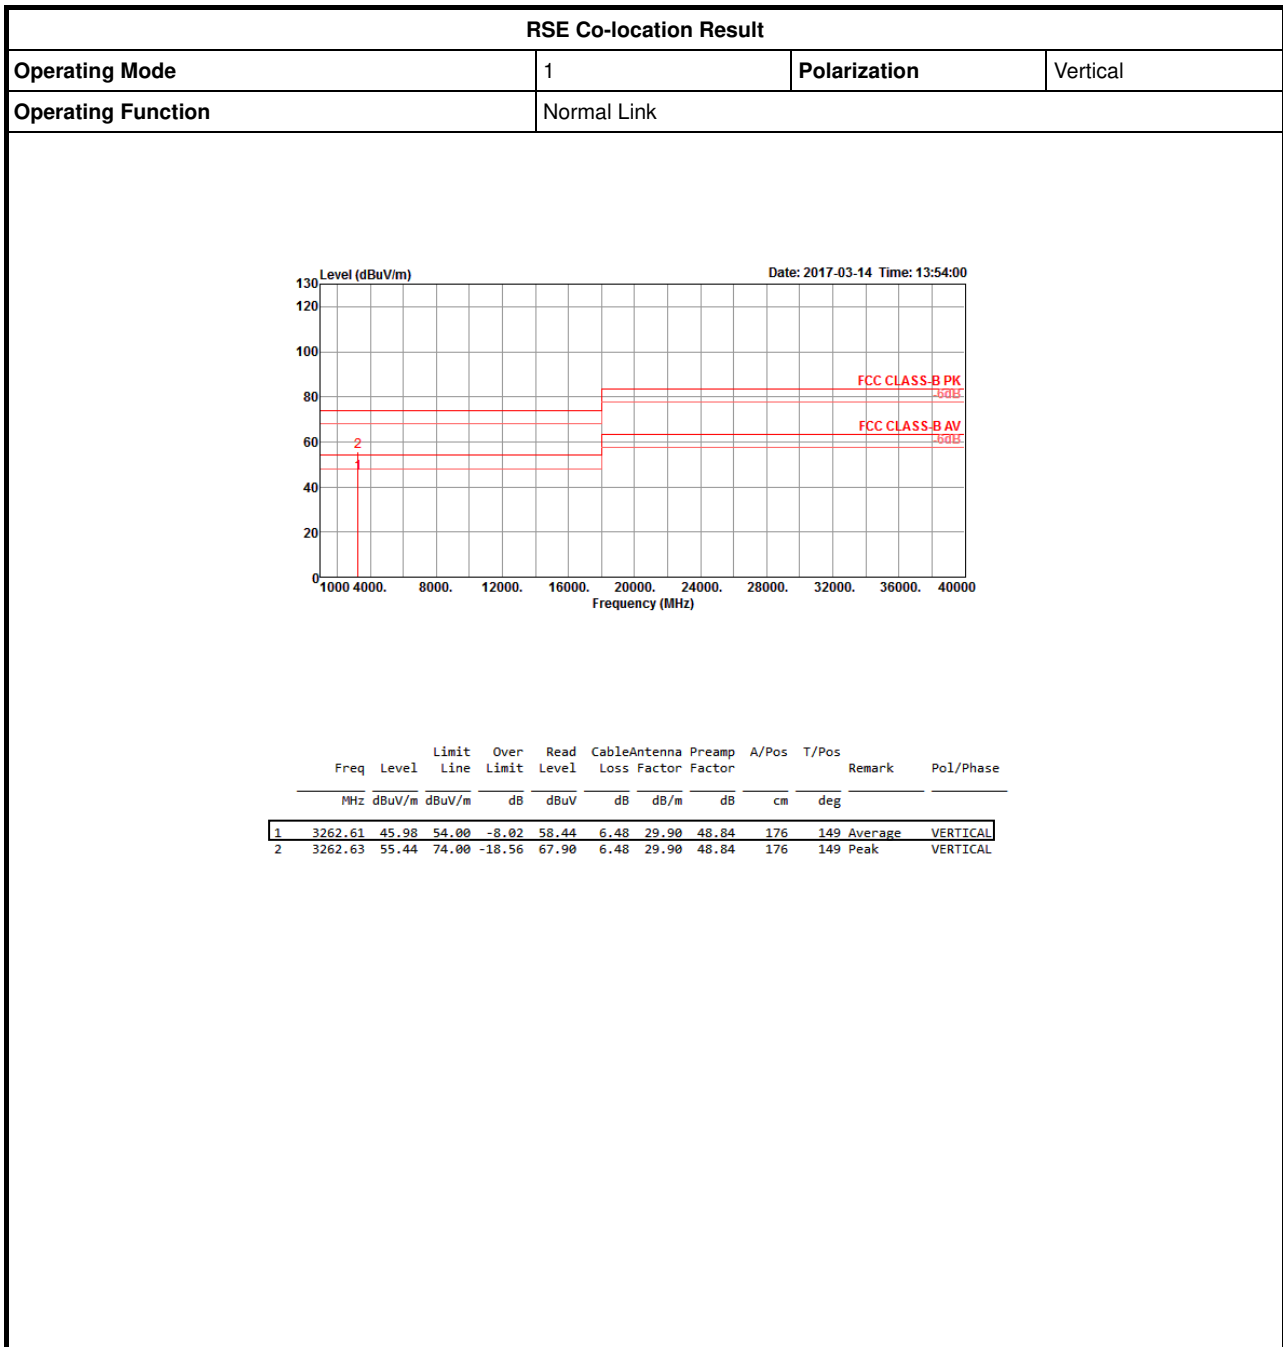 RSE Co-location Result
Operating Mode 1 Polarization Vertical
Operating Function Normal Link
Level (dBuV/m) Date: 2017-03-14 Time: 13:54:00
130
120
100
FCC CLASS-B PK
80 -6dB
FCC CLASS-B AV
60 2 -6dB
1
40
20
0
1000 4000. 8000. 12000. 16000. 20000. 24000. 28000. 32000. 36000. 40000
Frequency (MHz)
Limit Over Read CableAntenna Preamp A/Pos T/Pos
Freq Level Line Limit Level Loss Factor Factor Remark Pol/Phase
MHz dBuV/m dBuV/m dB dBuV dB dB/m dB cm deg
1 3262.61 45.98 54.00 -8.02 58.44 6.48 29.90 48.84 176 149 Average VERTICAL
2 3262.63 55.44 74.00 -18.56 67.90 6.48 29.90 48.84 176 149 Peak VERTICAL